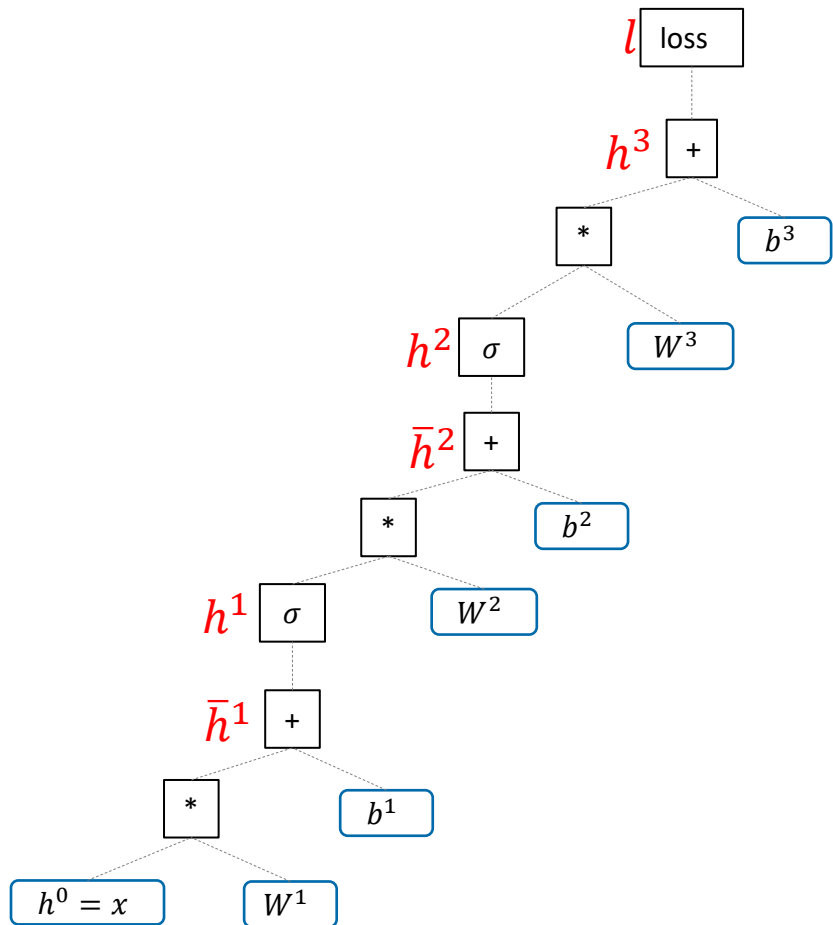 l loss
h³ +
* b³
h² σ W³
h̄² +
* b²
h¹ σ W²
h̄¹ +
* b¹
h⁰ = x W¹